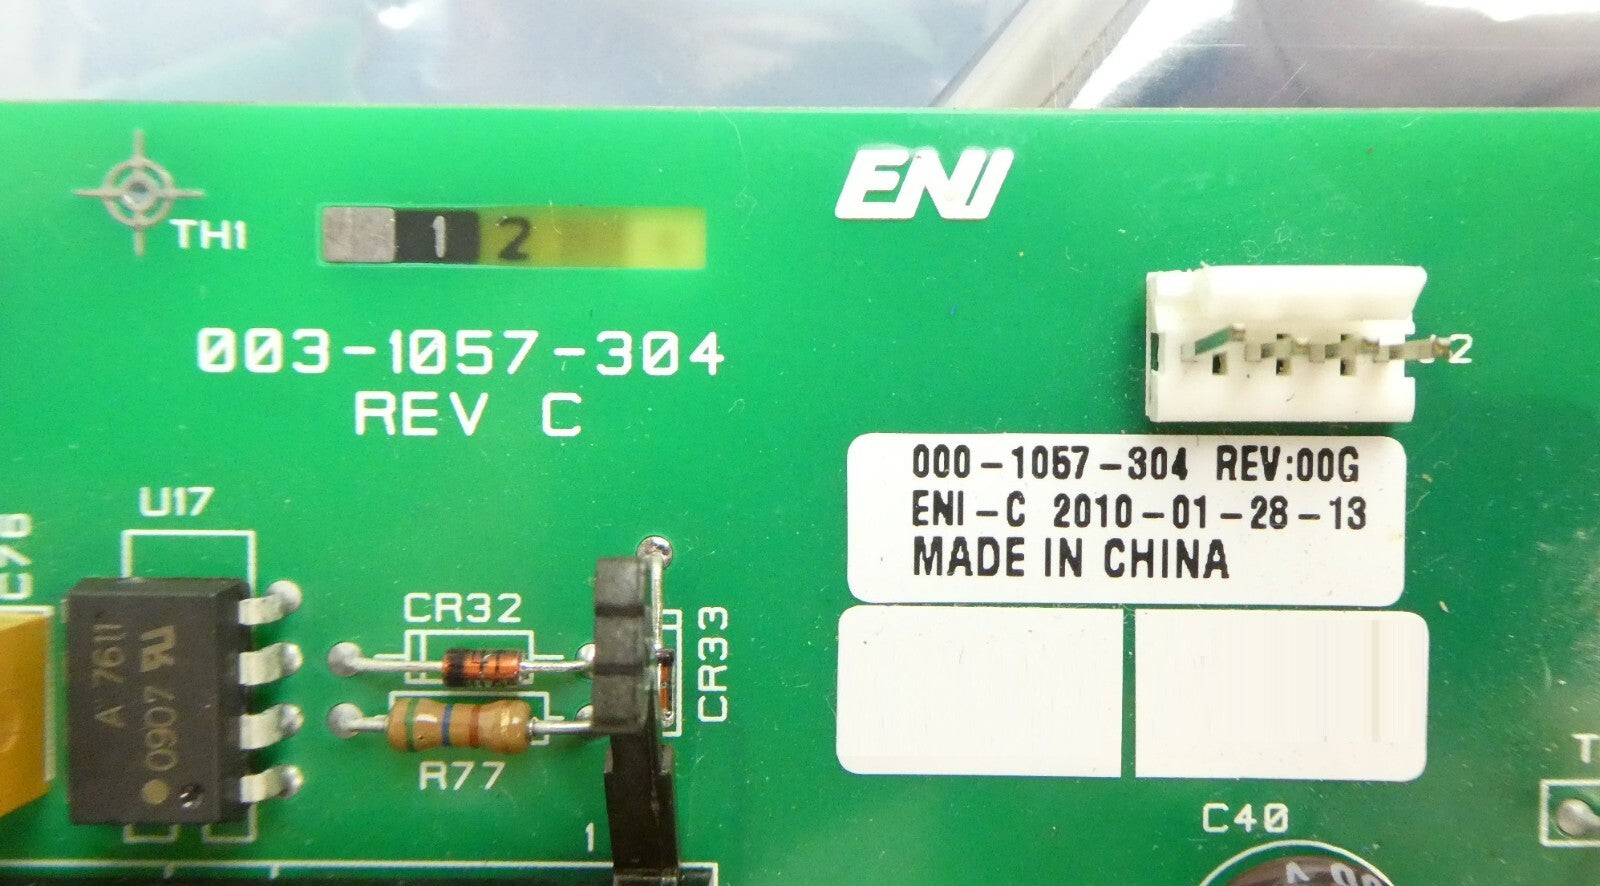 ENI
TH1
1 2
003-1057-304
REV C
2
000-1057-304 REV:00G
ENI-C 2010-01-28-13
MADE IN CHINA
U17
C98
A 7611
0907
CR32
CR33
R77
1
C40
T